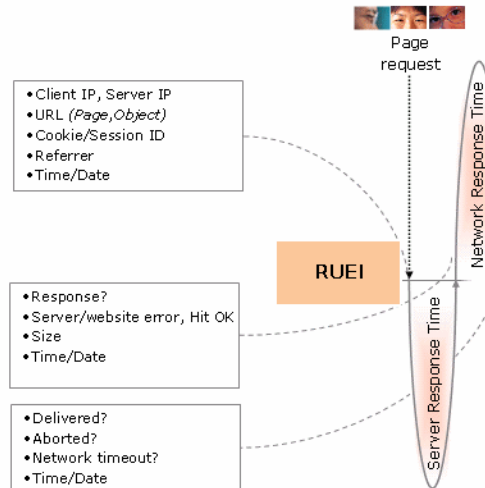 Page
request
• Client IP, Server IP
• URL (Page,Object)
• Cookie/Session ID
• Referrer
• Time/Date
Network Response Time
RUEI
• Response?
• Server/website error, Hit OK
• Size
• Time/Date
Server Response Time
• Delivered?
• Aborted?
• Network timeout?
• Time/Date